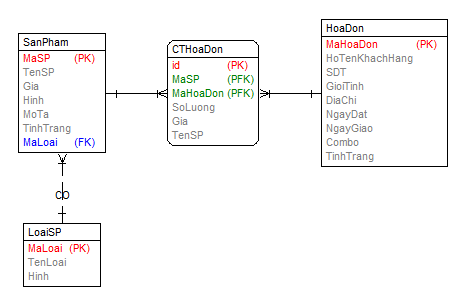 SanPham
MaSP (PK)
TenSP
Gia
Hinh
MoTa
TinhTrang
MaLoai (FK)
CTHoaDon
id (PK)
MaSP (PFK)
MaHoaDon (PFK)
SoLuong
Gia
TenSP
HoaDon
MaHoaDon (PK)
HoTenKhachHang
SDT
GioiTinh
DiaChi
NgayDat
NgayGiao
Combo
TinhTrang
CO
LoaiSP
MaLoai (PK)
TenLoai
Hinh